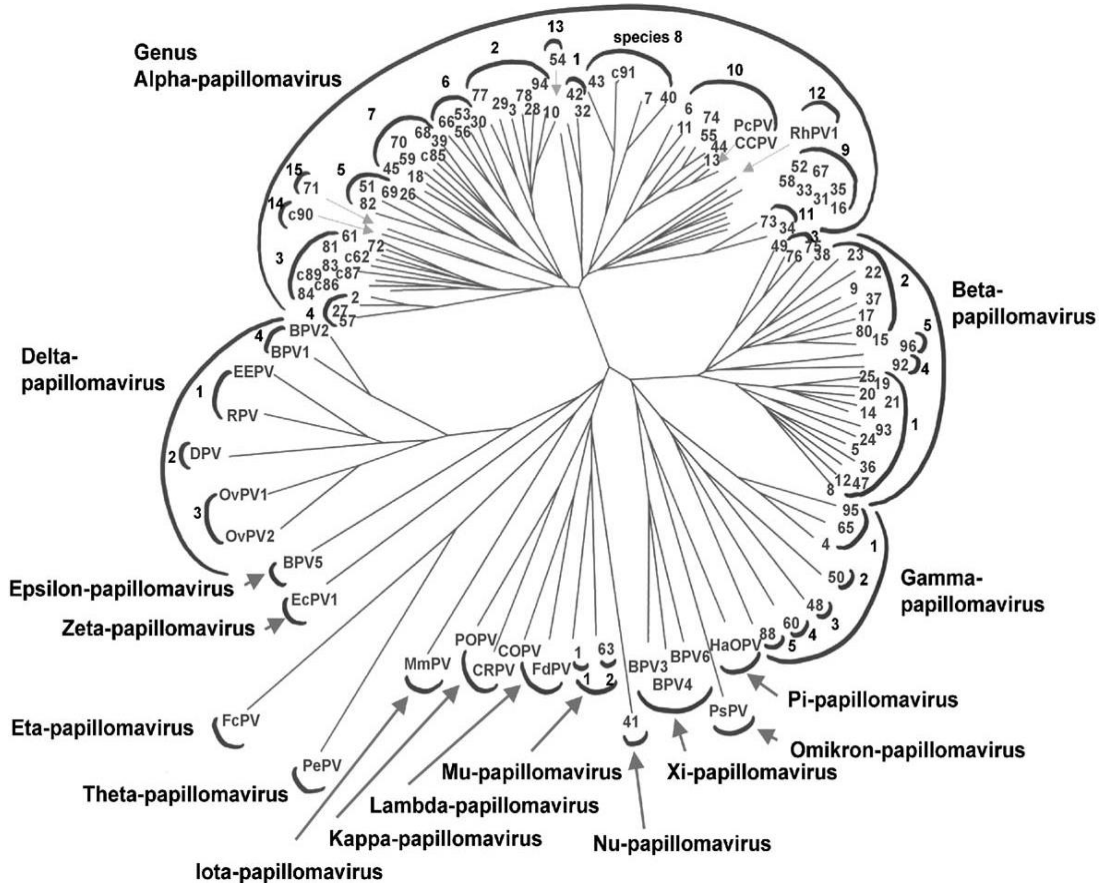 Genus
Alpha-papillomavirus
13
54
2
94
77
78
29
3
28
10
1
42
32
species 8
43
c91
7
40
10
6
74
11
55
44
13
PcPV
CCPV
12
RhPV1
9
52
67
58
33
35
31
16
11
73
34
3
49
75
76
38
6
53
66
30
56
7
68
70
39
59
c85
45
18
5
51
69
26
82
15
71
14
c90
3
61
81
72
c62
83
c89
c87
c86
84
4
2
27
57
Delta-
papillomavirus
4
BPV2
BPV1
1
EEPV
RPV
2
DPV
3
OvPV1
OvPV2
Beta-
papillomavirus
23
2
22
9
37
17
80
15
5
96
4
92
25
19
20
21
14
1
93
24
5
36
12
47
8
Gamma-
papillomavirus
95
65
4
1
50
2
48
3
60
4
88
5
Epsilon-papillomavirus
BPV5
Zeta-papillomavirus
EcPV1
Eta-papillomavirus
FcPV
Theta-papillomavirus
PePV
Iota-papillomavirus
MmPV
Kappa-papillomavirus
POPV
CRPV
Lambda-papillomavirus
COPV
FdPV
Mu-papillomavirus
1
63
1
2
Nu-papillomavirus
41
Xi-papillomavirus
BPV3
BPV6
BPV4
Omikron-papillomavirus
PsPV
Pi-papillomavirus
HaOPV